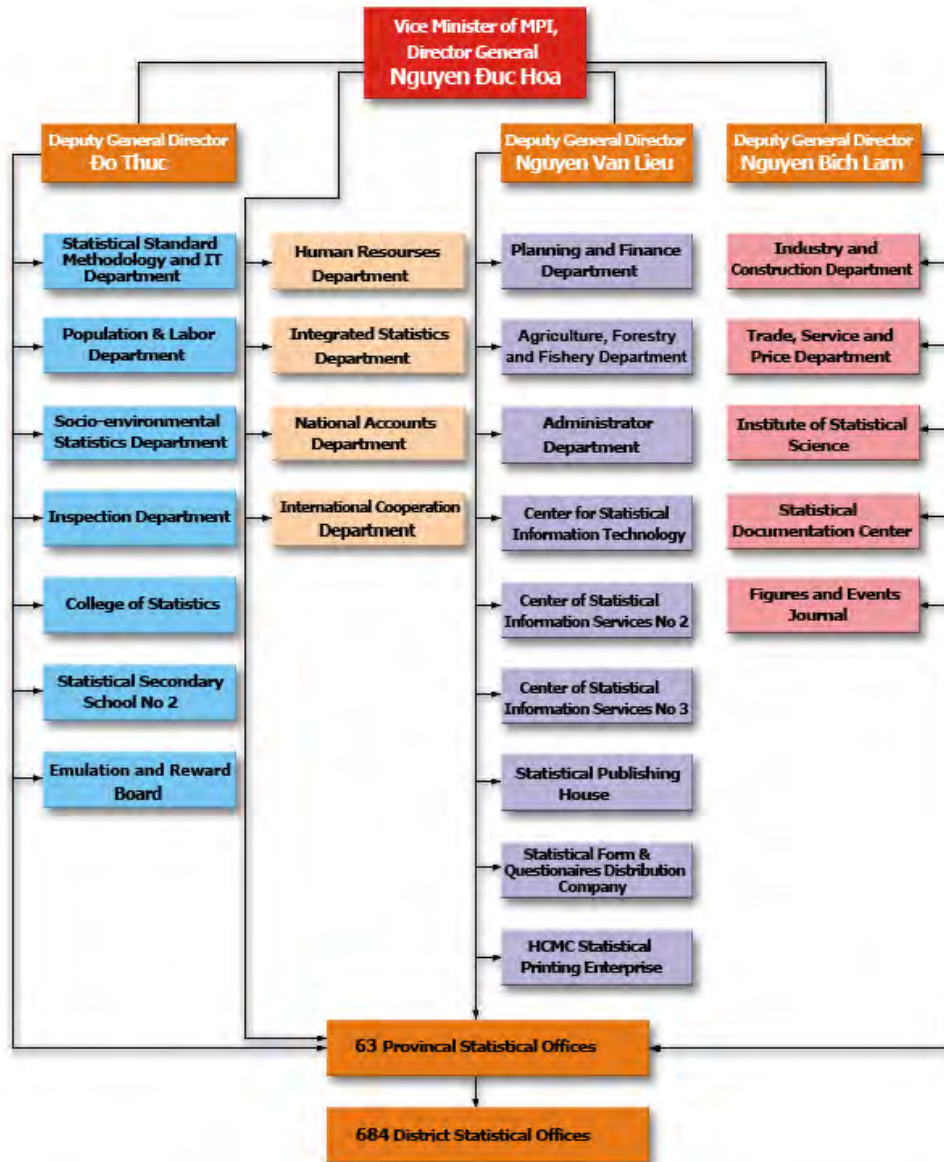 Vice Minister of MPI,
Director General
Nguyen Đuc Hoa
Deputy General Director
Đo Thuc
Deputy General Director
Nguyen Van Lieu
Deputy General Director
Nguyen Bich Lam
Statistical Standard
Methodology and IT
Department
Population & Labor
Department
Socio-environmental
Statistics Department
Inspection Department
College of Statistics
Statistical Secondary
School No 2
Emulation and Reward
Board
Human Resourses
Department
Integrated Statistics
Department
National Accounts
Department
International Cooperation
Department
Planning and Finance
Department
Agriculture, Forestry
and Fishery Department
Administrator
Department
Center for Statistical
Information Technology
Center of Statistical
Information Services No 2
Center of Statistical
Information Services No 3
Statistical Publishing
House
Statistical Form &
Questionaires Distribution
Company
HCMC Statistical
Printing Enterprise
Industry and
Construction Department
Trade, Service and
Price Department
Institute of Statistical
Science
Statistical
Documentation Center
Figures and Events
Journal
63 Provincal Statistical Offices
684 District Statistical Offices